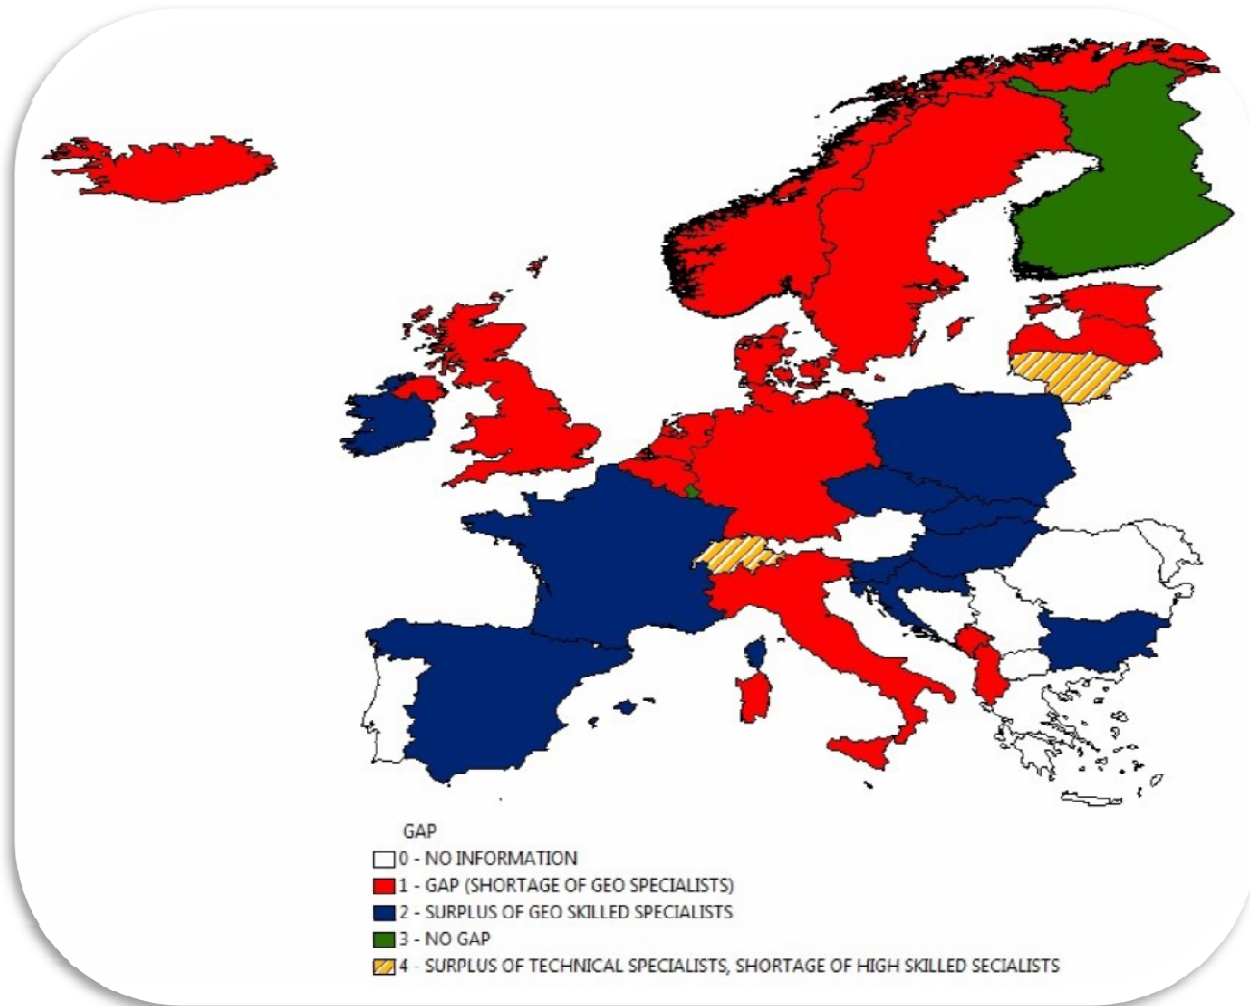 GAP
0 - NO INFORMATION
1 - GAP (SHORTAGE OF GEO SPECIALISTS)
2 - SURPLUS OF GEO SKILLED SPECIALISTS
3 - NO GAP
4 - SURPLUS OF TECHNICAL SPECIALISTS, SHORTAGE OF HIGH SKILLED SECIALISTS